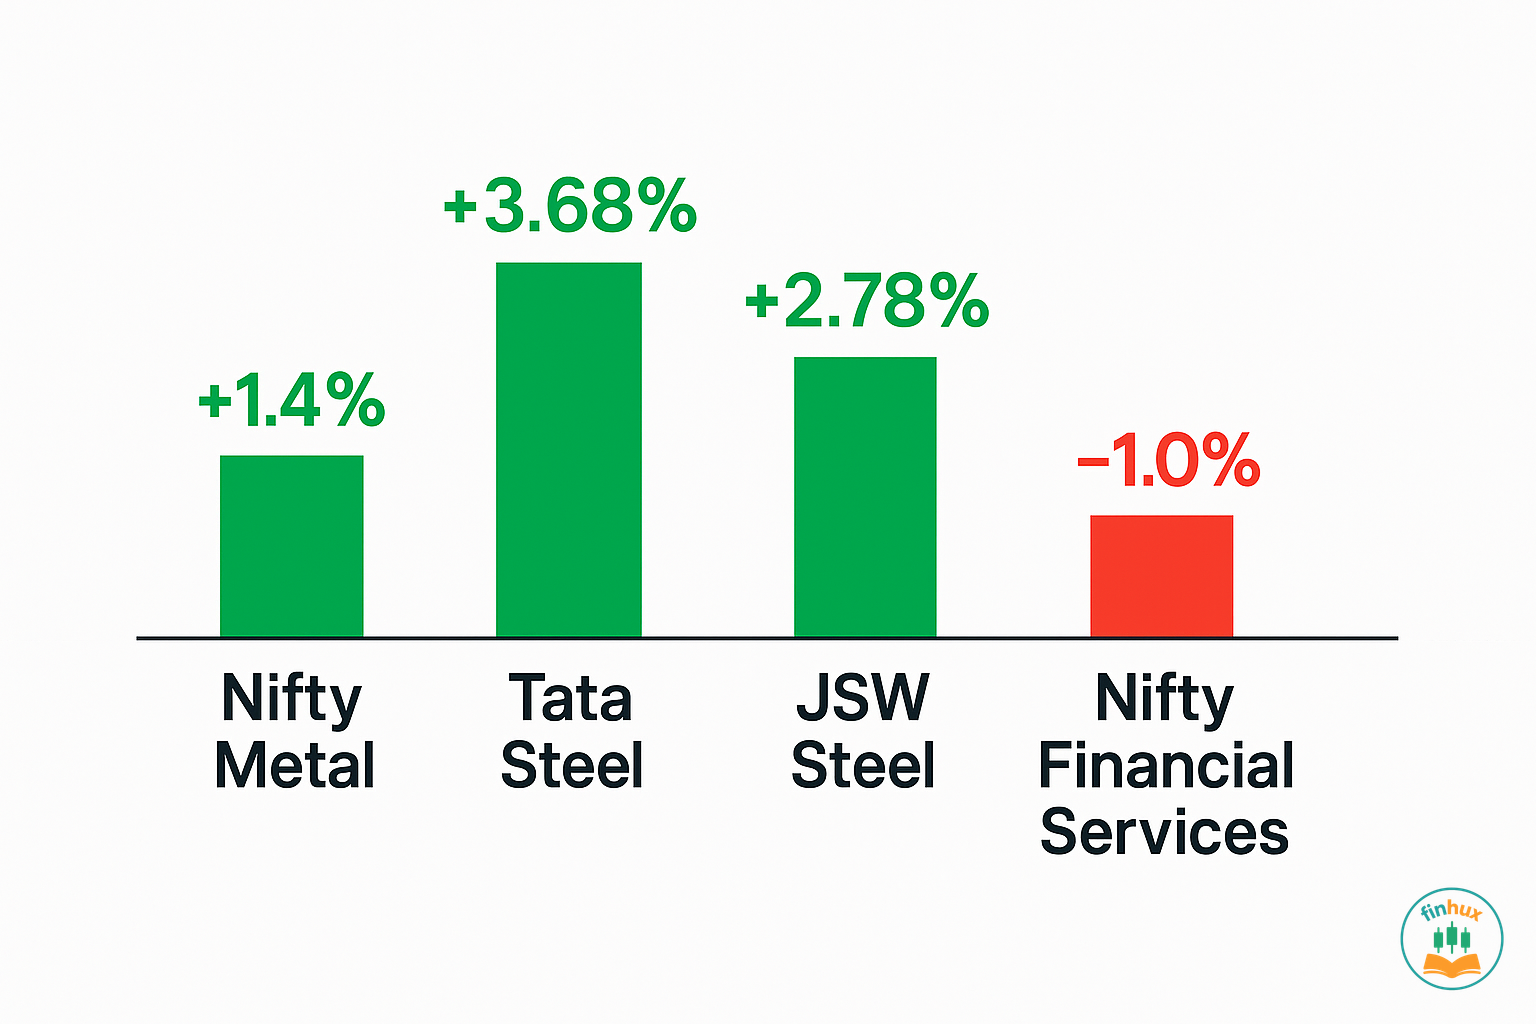 +1.4%
+3.68%
+2.78%
–1.0%
Nifty
Metal
Tata
Steel
JSW
Steel
Nifty
Financial
Services
finhux